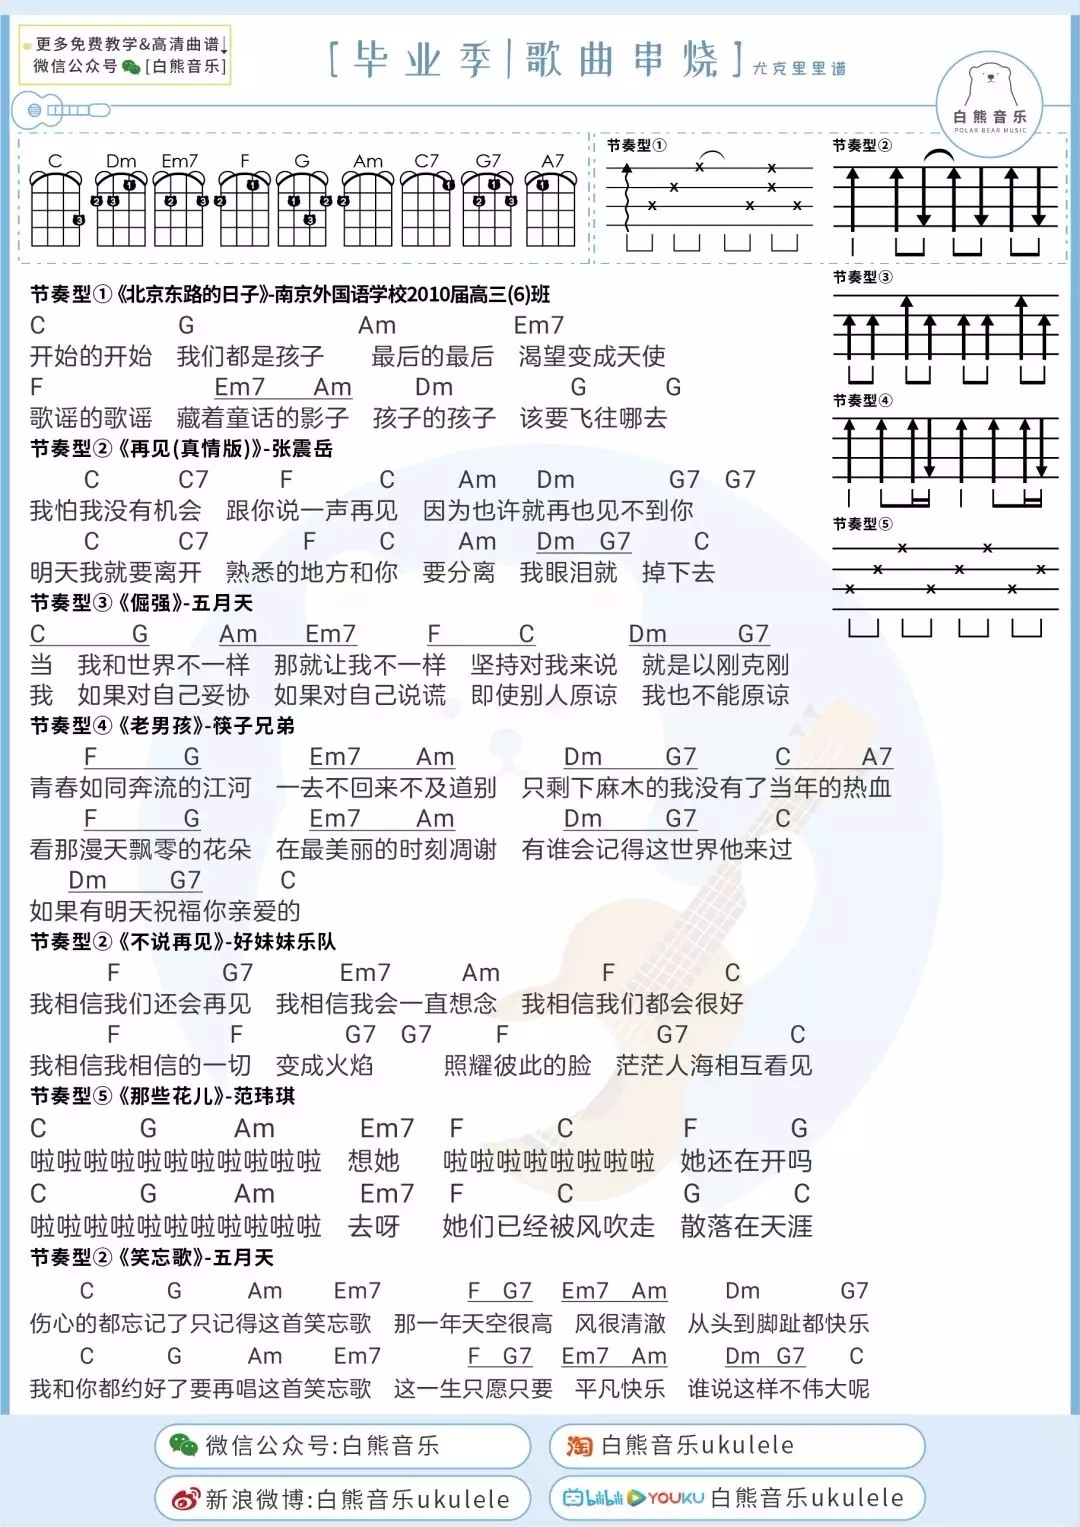 更多免费教学&高清曲谱↓
微信公众号 [白熊音乐]
[毕业季|歌曲串烧] 尤克里里谱
白熊音乐
POLAR BEAR MUSIC
C Dm Em7 F G Am C7 G7 A7
节奏型① 节奏型②
节奏型③
节奏型④
节奏型⑤
节奏型①《北京东路的日子》-南京外国语学校2010届高三(6)班
C G Am Em7
开始的开始 我们都是孩子 最后的最后 渴望变成天使
F Em7 Am Dm G G
歌谣的歌谣 藏着童话的影子 孩子的孩子 该要飞往哪去
节奏型②《再见(真情版)》-张震岳
C C7 F C Am Dm G7 G7
我怕我没有机会 跟你说一声再见 因为也许就再也见不到你
C C7 F C Am Dm G7 C
明天我就要离开 熟悉的地方和你 要分离 我眼泪就 掉下去
节奏型③《倔强》-五月天
C G Am Em7 F C Dm G7
当 我和世界不一样 那就让我不一样 坚持对我来说 就是以刚克刚
我 如果对自己妥协 如果对自己说谎 即使别人原谅 我也不能原谅
节奏型④《老男孩》-筷子兄弟
F G Em7 Am Dm G7 C A7
青春如同奔流的江河 一去不回来不及道别 只剩下麻木的我没有了当年的热血
F G Em7 Am Dm G7 C
看那漫天飘零的花朵 在最美丽的时刻凋谢 有谁会记得这世界他来过
Dm G7 C
如果有明天祝福你亲爱的
节奏型②《不说再见》-好妹妹乐队
F G7 Em7 Am F C
我相信我们还会再见 我相信我会一直想念 我相信我们都会很好
F F G7 G7 F G7 C
我相信我相信的一切 变成火焰 照耀彼此的脸 茫茫人海相互看见
节奏型⑤《那些花儿》-范玮琪
C G Am Em7 F C F G
啦啦啦啦啦啦啦啦啦啦啦 想她 啦啦啦啦啦啦啦啦 她还在开吗
C G Am Em7 F C G C
啦啦啦啦啦啦啦啦啦啦啦 去呀 她们已经被风吹走 散落在天涯
节奏型②《笑忘歌》-五月天
C G Am Em7 F G7 Em7 Am Dm G7
伤心的都忘记了只记得这首笑忘歌 那一年天空很高 风很清澈 从头到脚趾都快乐
C G Am Em7 F G7 Em7 Am Dm G7 C
我和你都约好了要再唱这首笑忘歌 这一生只愿只要 平凡快乐 谁说这样不伟大呢
微信公众号:白熊音乐
淘 白熊音乐ukulele
新浪微博:白熊音乐ukulele
bilibili YOUKU 白熊音乐ukulele